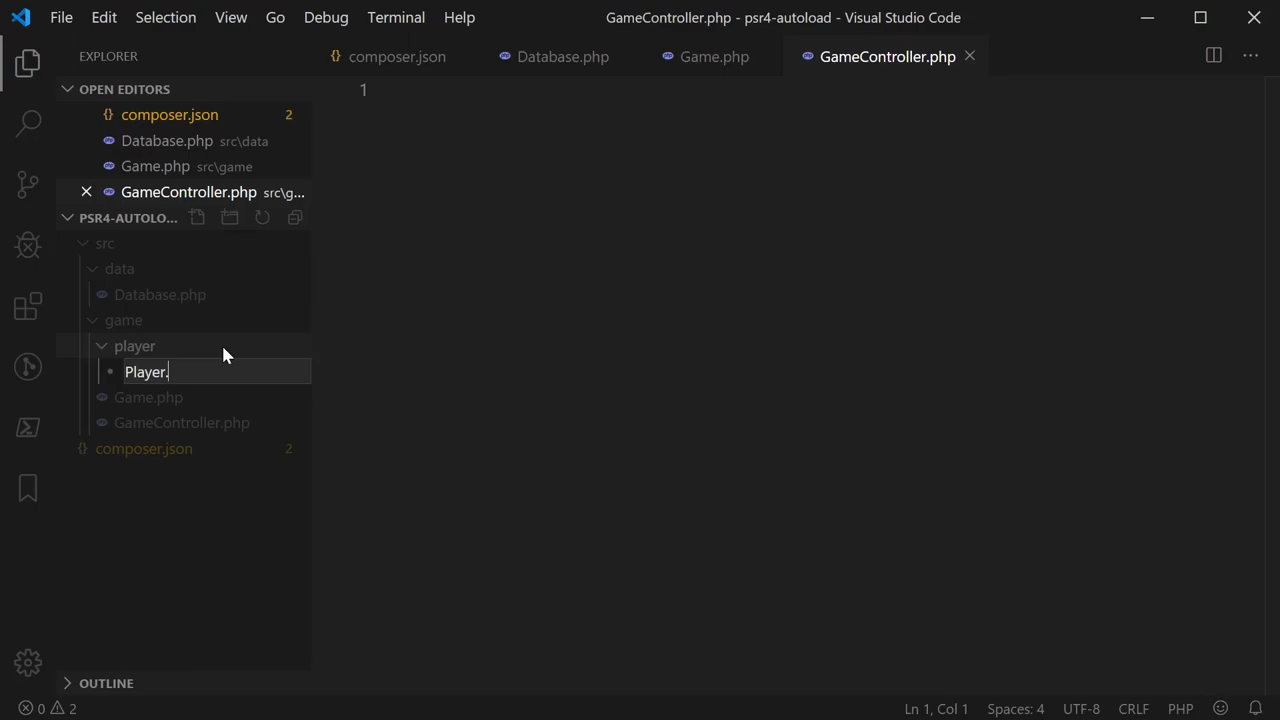 File Edit Selection View Go Debug Terminal Help GameController.php - psr4-autoload - Visual Studio Code
EXPLORER
{} composer.json Database.php Game.php GameController.php
OPEN EDITORS
{} composer.json 2
Database.php src\data
Game.php src\game
GameController.php src\g...
PSR4-AUTOLO...
src
data
Database.php
game
player
Player.
Game.php
GameController.php
{} composer.json 2
1
OUTLINE
0 2 Ln 1, Col 1 Spaces: 4 UTF-8 CRLF PHP